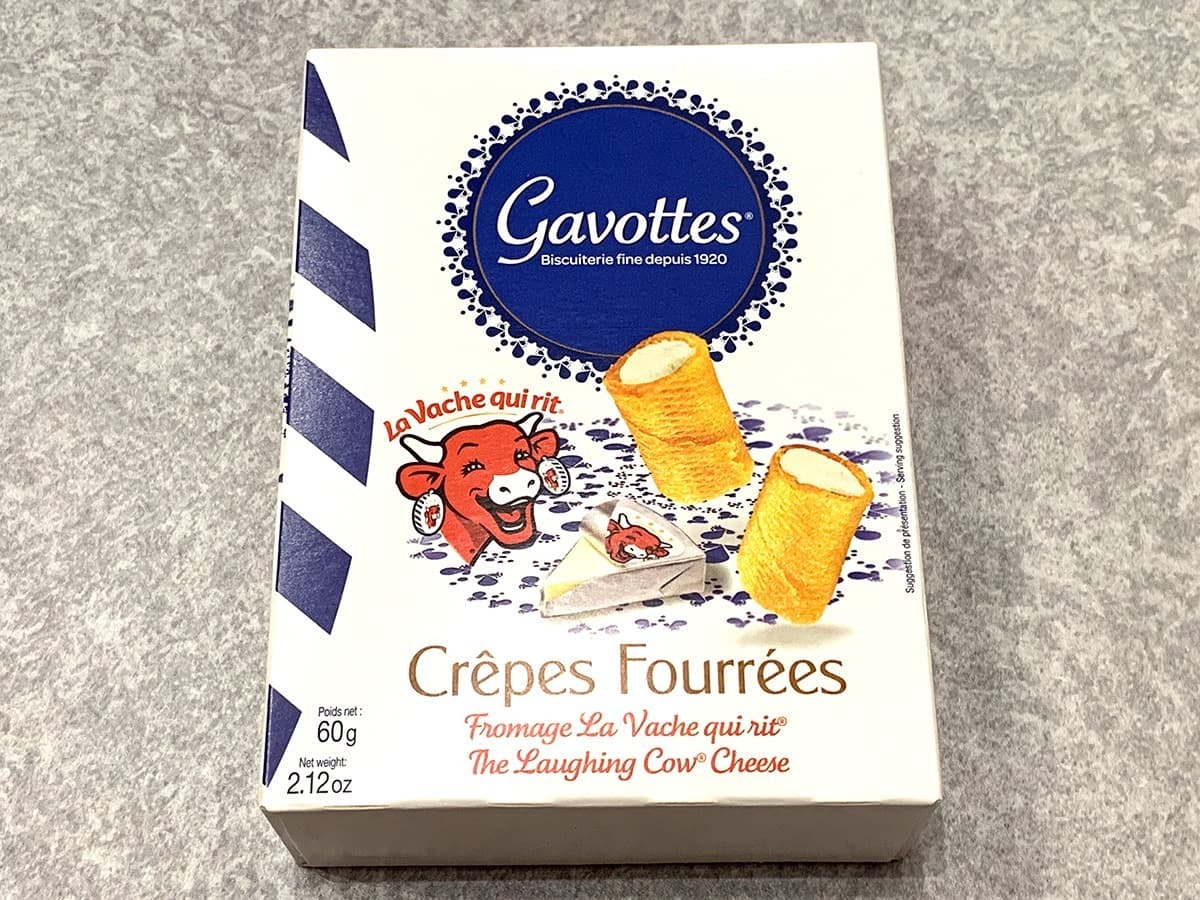 Gavottes®
Biscuiterie fine depuis 1920
La Vache qui rit®
Suggestion de présentation - Serving suggestion
Crêpes Fourrées
Fromage La Vache qui rit®
The Laughing Cow® Cheese
Poids net :
60g
Net weight:
2.12oz